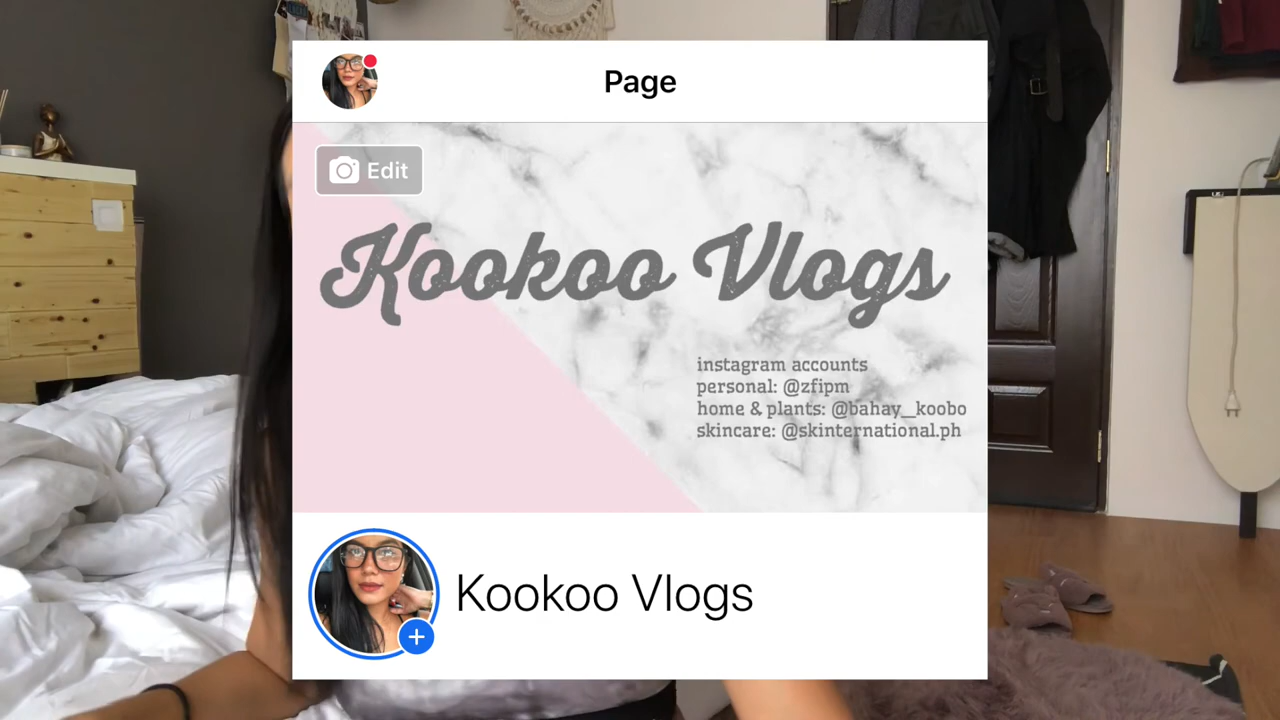 Page
Edit
Kookoo Vlogs
instagram accounts
personal: @zfipm
home & plants: @bahay_koobo
skincare: @skinternational.ph
Kookoo Vlogs